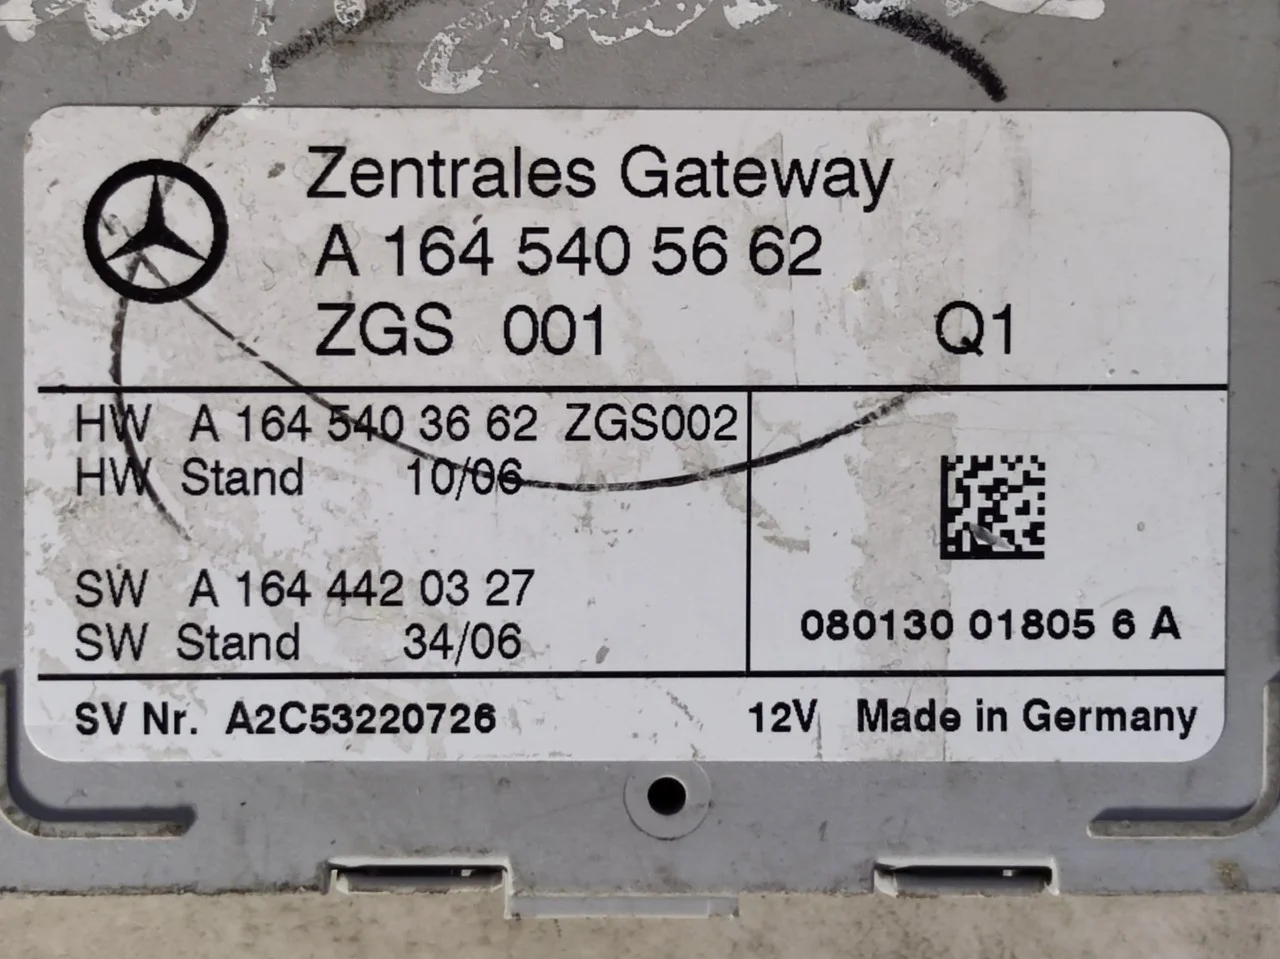 Zentrales Gateway
A 164 540 56 62
ZGS 001 Q1
HW A 164 540 36 62 ZGS002
HW Stand 10/06
SW A 164 442 03 27
SW Stand 34/06
080130 01805 6 A
SV Nr. A2C53220726
12V Made in Germany